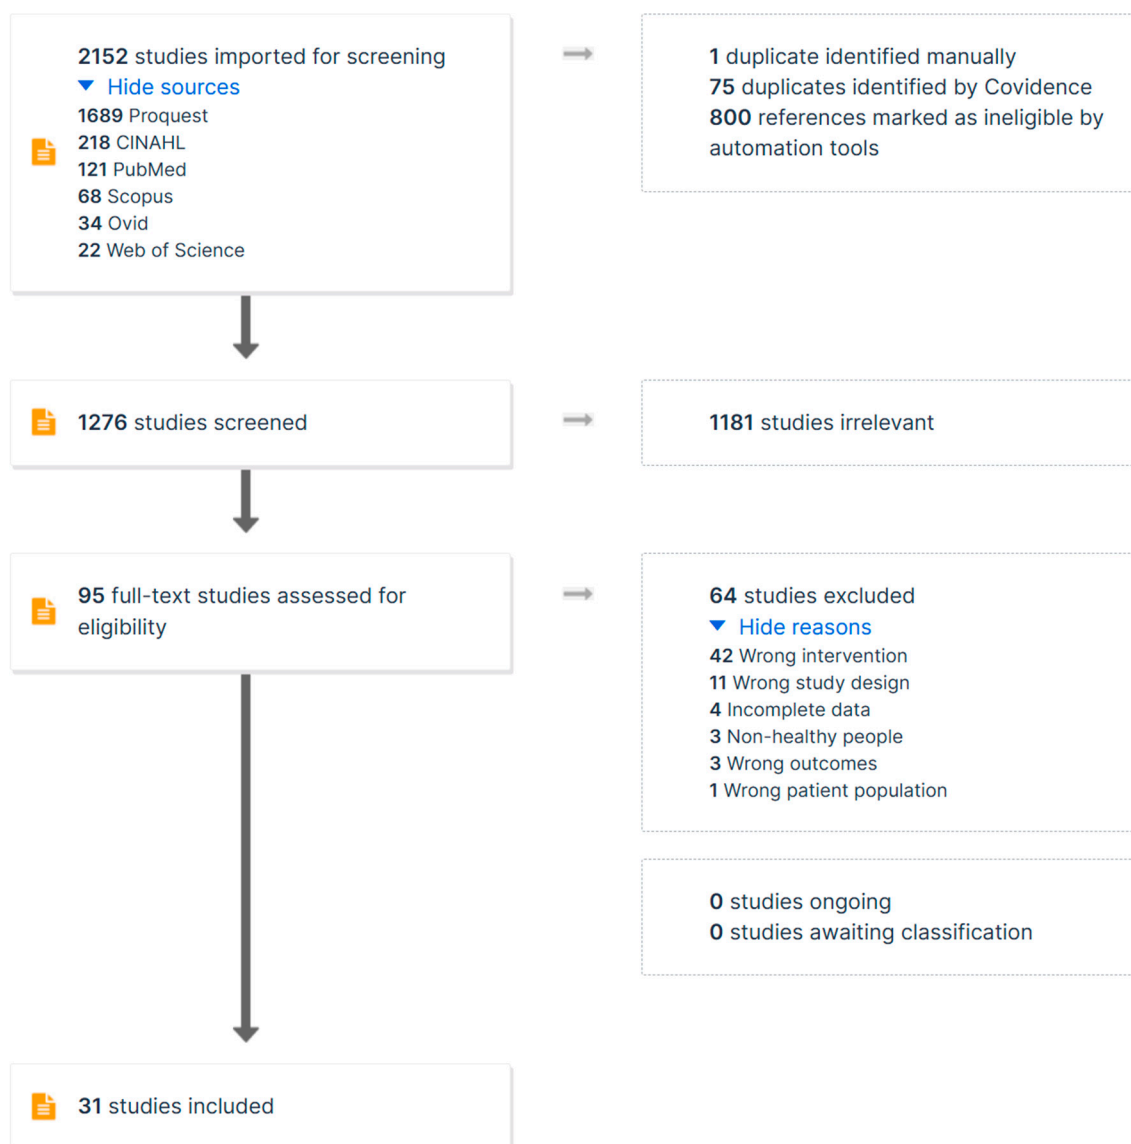 2152 studies imported for screening
Hide sources
1689 Proquest
218 CINAHL
121 PubMed
68 Scopus
34 Ovid
22 Web of Science
1 duplicate identified manually
75 duplicates identified by Covidence
800 references marked as ineligible by
automation tools
1276 studies screened
1181 studies irrelevant
95 full-text studies assessed for
eligibility
64 studies excluded
Hide reasons
42 Wrong intervention
11 Wrong study design
4 Incomplete data
3 Non-healthy people
3 Wrong outcomes
1 Wrong patient population
0 studies ongoing
0 studies awaiting classification
31 studies included